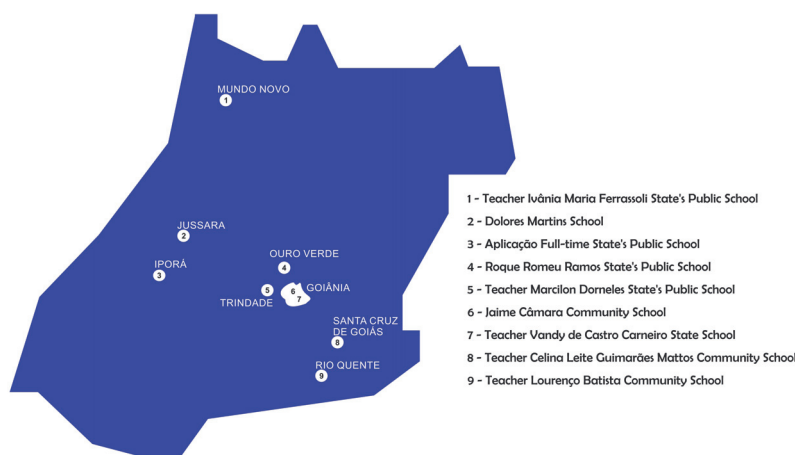 MUNDO NOVO
1
JUSSARA
2
IPORÁ
3
OURO VERDE
4
5
TRINDADE
6
7
GOIÂNIA
SANTA CRUZ
DE GOIÁS
8
RIO QUENTE
9
1 - Teacher Ivânia Maria Ferrassoli State's Public School
2 - Dolores Martins School
3 - Aplicação Full-time State's Public School
4 - Roque Romeu Ramos State's Public School
5 - Teacher Marcilon Dorneles State's Public School
6 - Jaime Câmara Community School
7 - Teacher Vandy de Castro Carneiro State School
8 - Teacher Celina Leite Guimarães Mattos Community School
9 - Teacher Lourenço Batista Community School